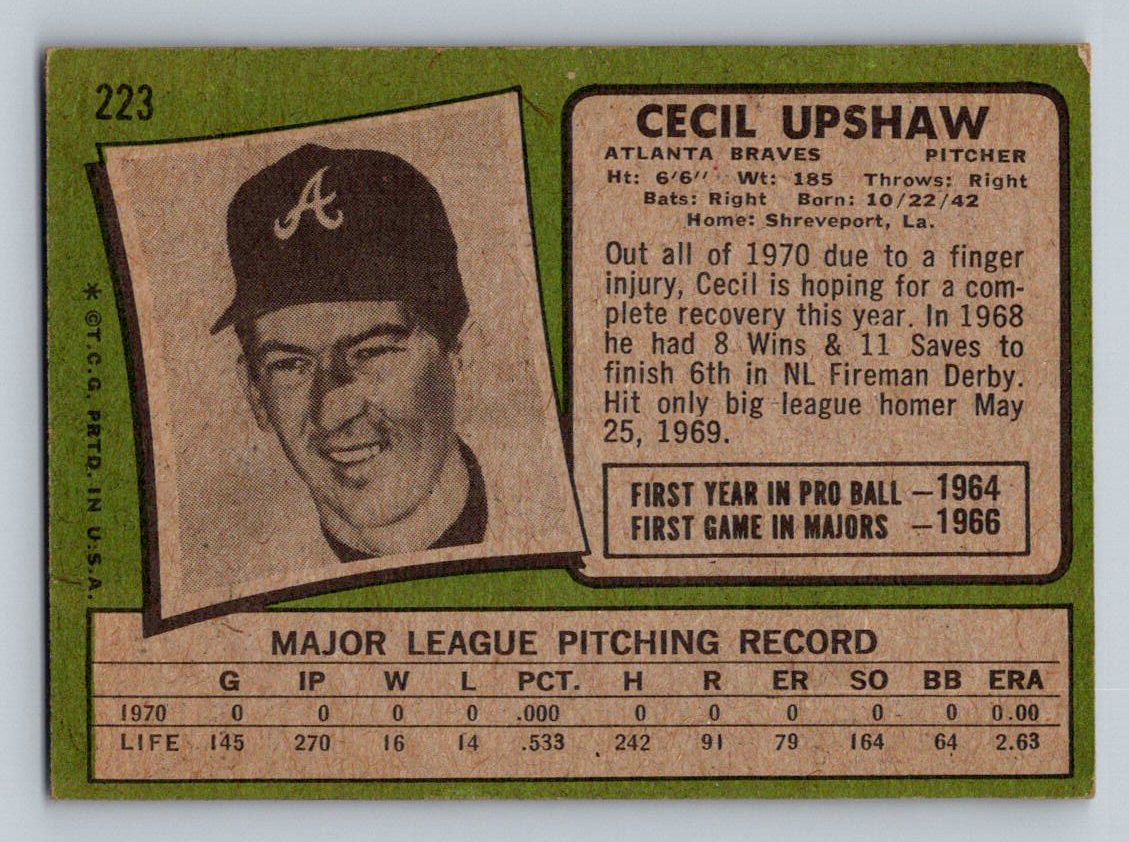 223
A
* ©T.C.G. PRTD. IN U.S.A.
CECIL UPSHAW
ATLANTA BRAVES PITCHER
Ht: 6'6" Wt: 185 Throws: Right
Bats: Right Born: 10/22/42
Home: Shreveport, La.
Out all of 1970 due to a finger
injury, Cecil is hoping for a com-
plete recovery this year. In 1968
he had 8 Wins & 11 Saves to
finish 6th in NL Fireman Derby.
Hit only big league homer May
25, 1969.
FIRST YEAR IN PRO BALL —1964
FIRST GAME IN MAJORS —1966
MAJOR LEAGUE PITCHING RECORD
G IP W L PCT. H R ER SO BB ERA
1970 0 0 0 0 .000 0 0 0 0 0 0.00
LIFE 145 270 16 14 .533 242 91 79 164 64 2.63